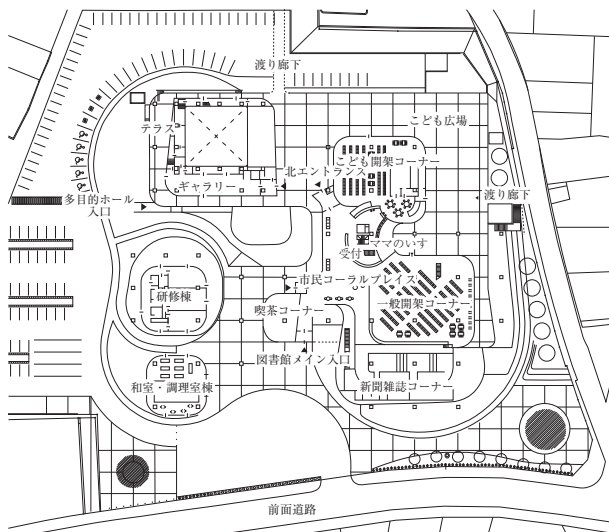 渡り廊下
テラス
こども広場
北エントランス
こども開架コーナー
ギャラリー
多目的ホール
入口
渡り廊下
ママのいす
受付
市民コーラルプレイス
研修棟
一般開架コーナー
喫茶コーナー
図書館メイン入口
和室・調理室棟
新聞雑誌コーナー
前面道路